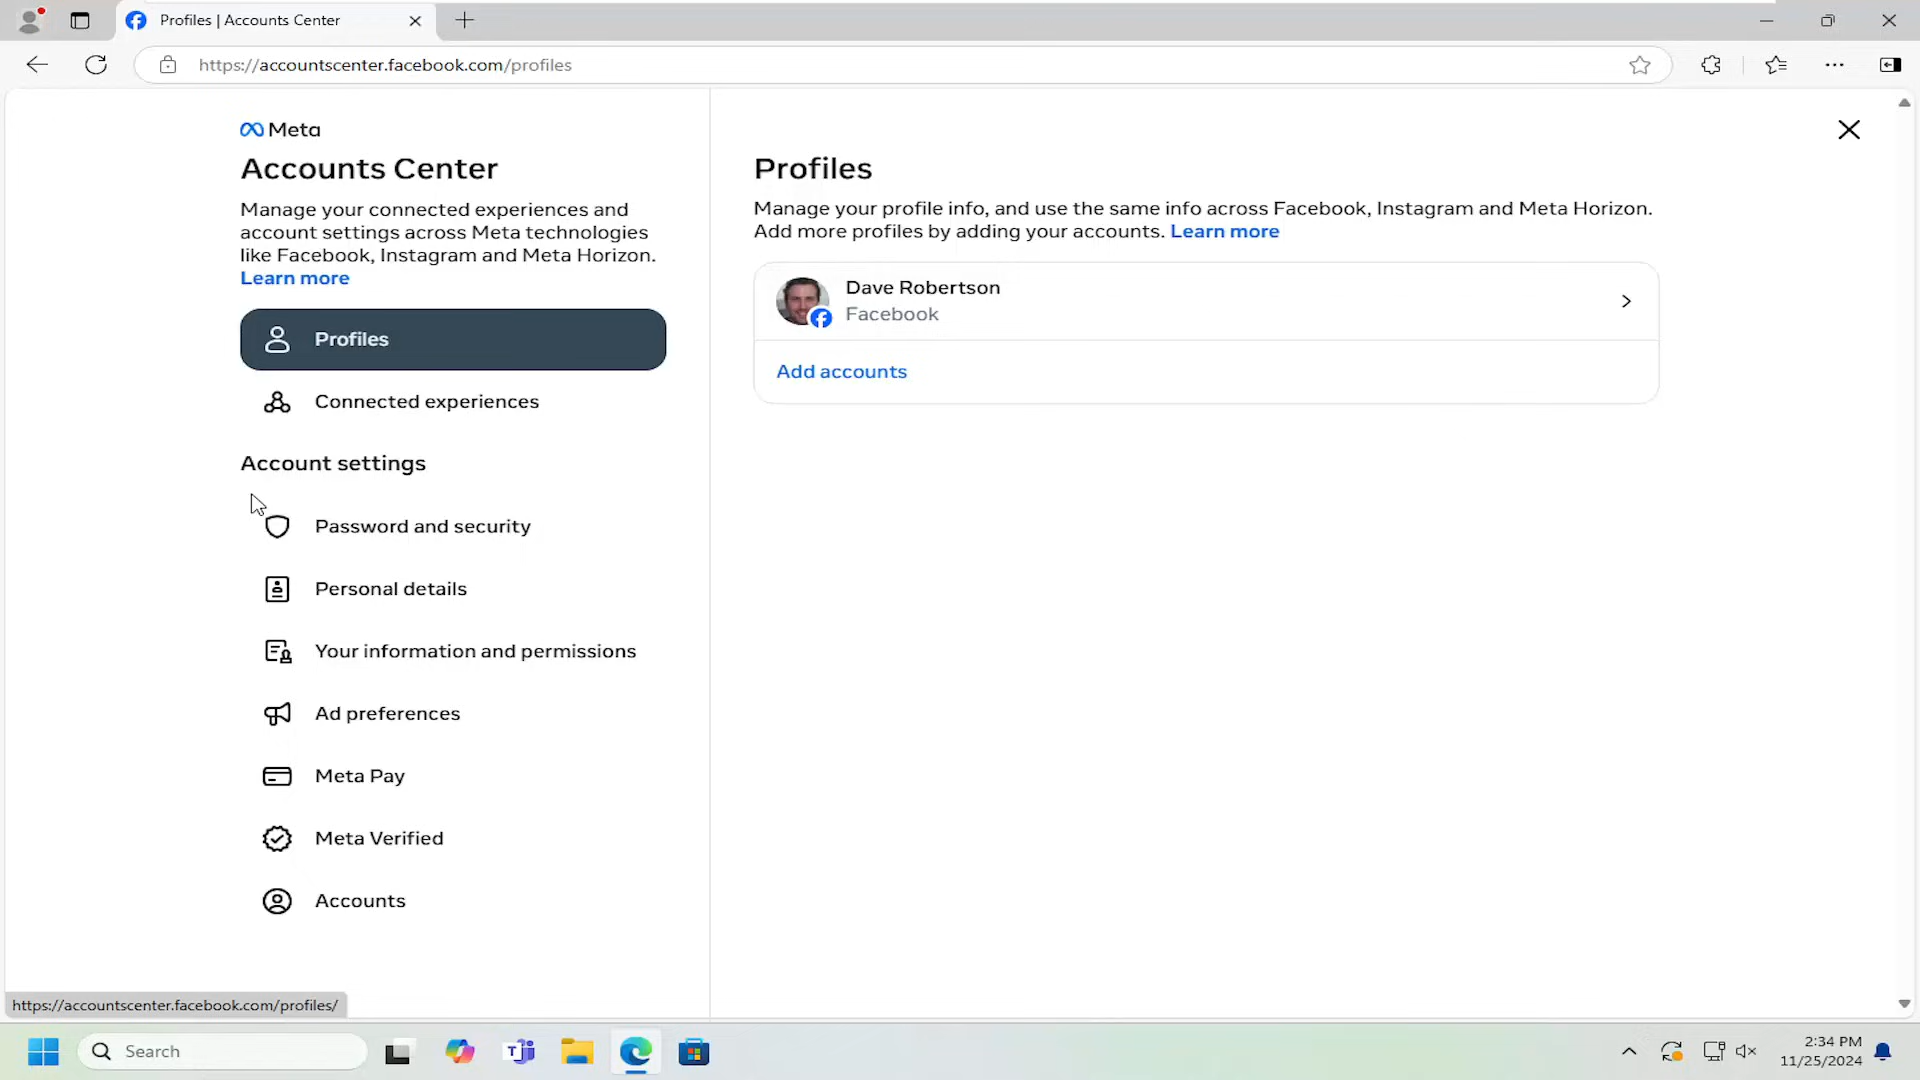 Profiles | Accounts Center
https://accountscenter.facebook.com/profiles
Meta
Accounts Center
Manage your connected experiences and
account settings across Meta technologies
like Facebook, Instagram and Meta Horizon.
Learn more
Profiles
Connected experiences
Account settings
Password and security
Personal details
Your information and permissions
Ad preferences
Meta Pay
Meta Verified
Accounts
Profiles
Manage your profile info, and use the same info across Facebook, Instagram and Meta Horizon.
Add more profiles by adding your accounts. Learn more
Dave Robertson
Facebook
Add accounts
https://accountscenter.facebook.com/profiles/
Search
2:34 PM
11/25/2024